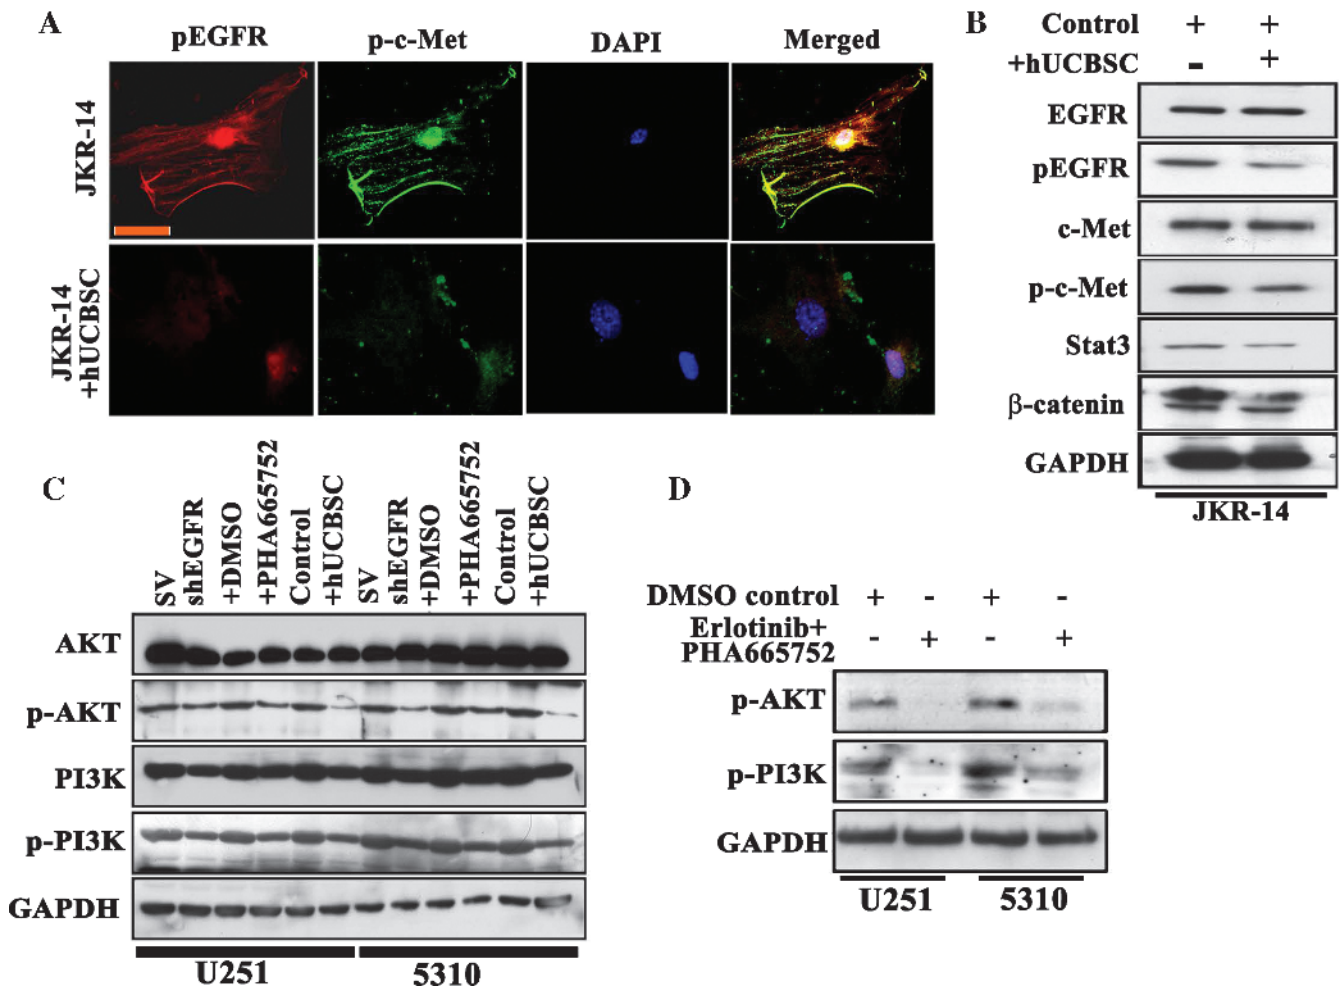 A
pEGFR p-c-Met DAPI Merged
JKR-14
JKR-14
+hUCBSC
B
Control + +
+hUCBSC - +
EGFR
pEGFR
c-Met
p-c-Met
Stat3
β-catenin
GAPDH
JKR-14
C
SV
shEGFR
+DMSO
+PHA665752
Control
+hUCBSC
SV
shEGFR
+DMSO
+PHA665752
Control
+hUCBSC
AKT
p-AKT
PI3K
p-PI3K
GAPDH
U251 5310
D
DMSO control + - + -
Erlotinib+
PHA665752 - + - +
p-AKT
p-PI3K
GAPDH
U251 5310